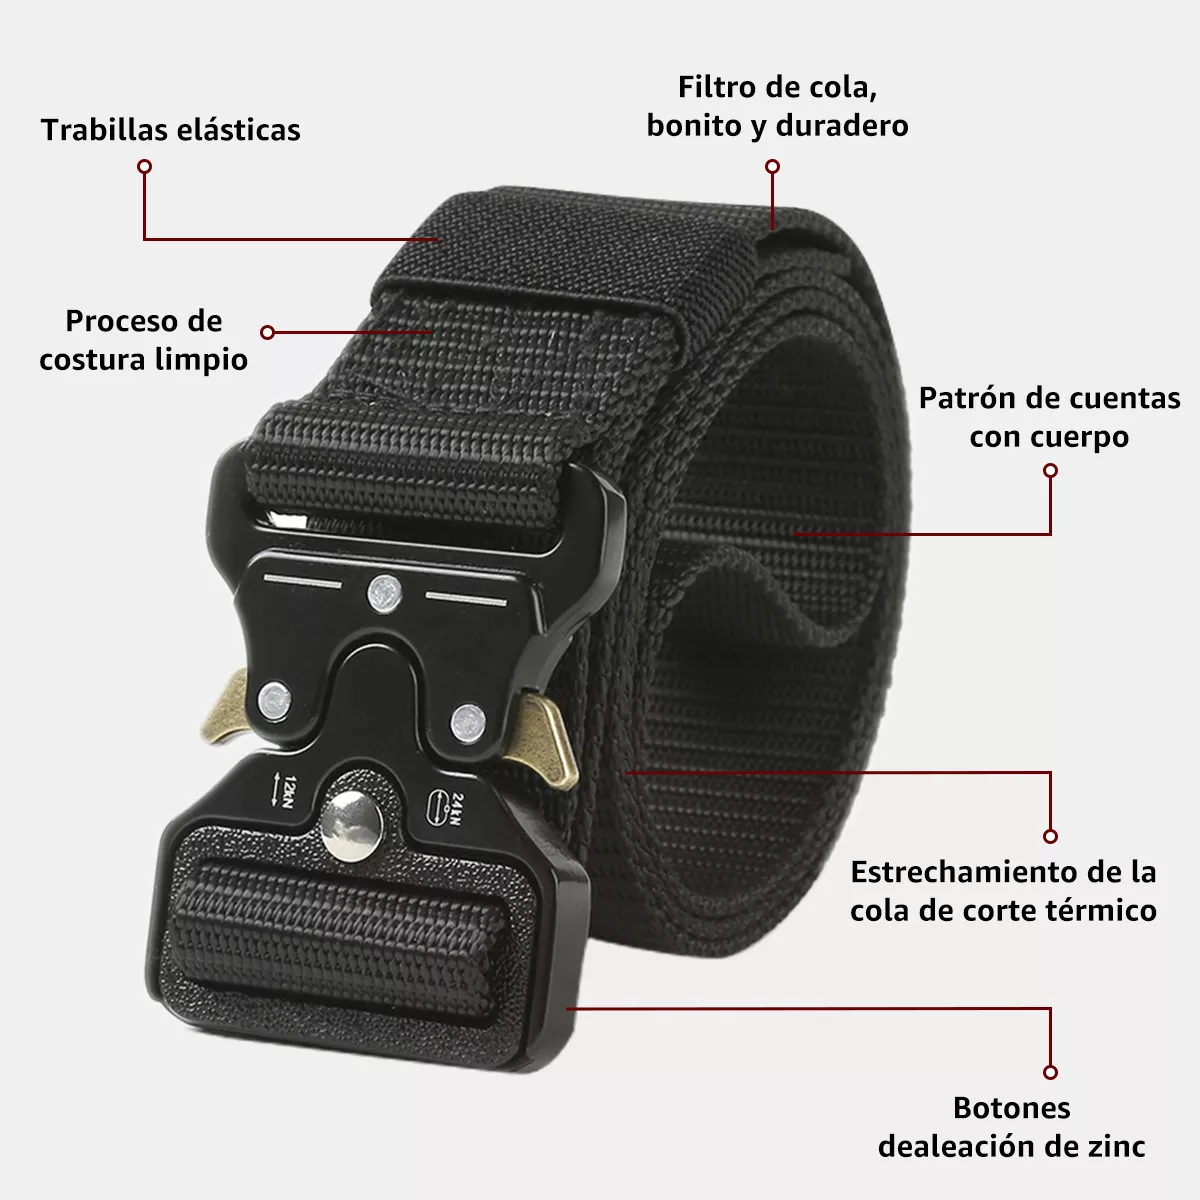 Filtro de cola,
bonito y duradero
Trabillas elásticas
Proceso de
costura limpio
Patrón de cuentas
con cuerpo
12kN
24kN
Estrechamiento de la
cola de corte térmico
Botones
dealeación de zinc